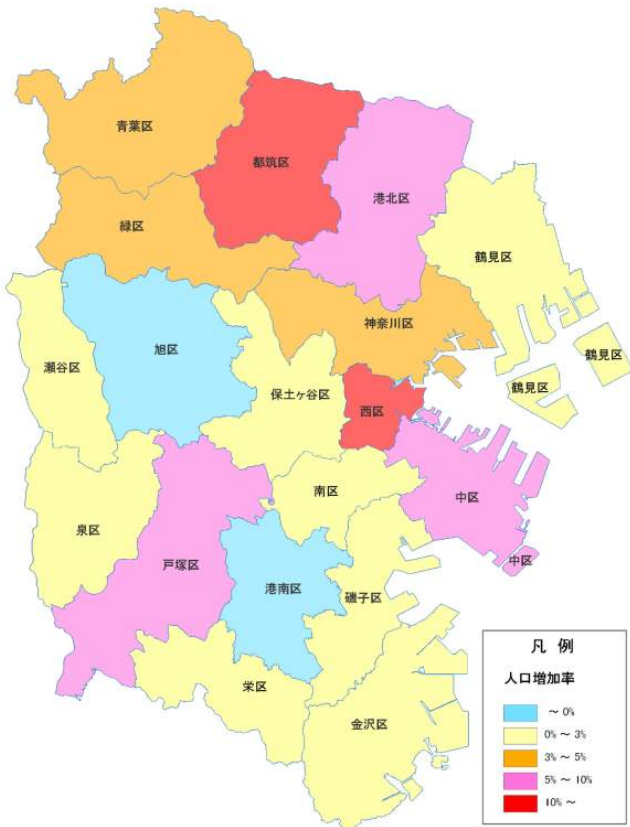 青葉区
都筑区
港北区
緑区
鶴見区
神奈川区
旭区
瀬谷区
鶴見区
鶴見区
保土ヶ谷区
西区
南区
中区
泉区
中区
戸塚区
港南区
磯子区
栄区
金沢区
凡 例
人口増加率
～ 0%
0% ～ 3%
3% ～ 5%
5% ～ 10%
10% ～